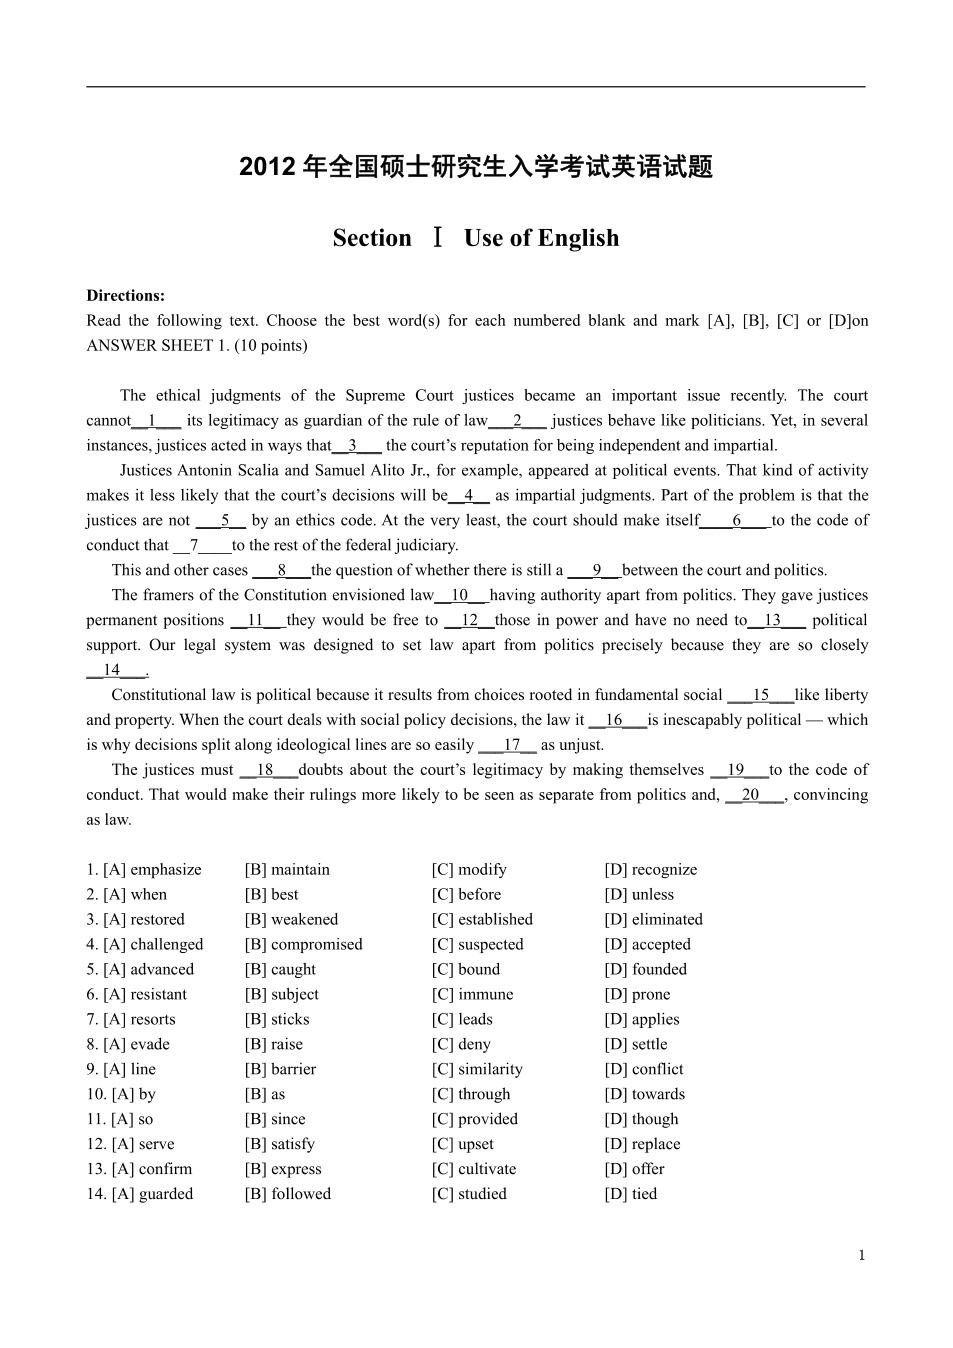 2012 年全国硕士研究生入学考试英语试题
Section Ⅰ Use of English
Directions:
Read the following text. Choose the best word(s) for each numbered blank and mark [A], [B], [C] or [D]on
ANSWER SHEET 1. (10 points)
The ethical judgments of the Supreme Court justices became an important issue recently. The court
cannot__1___ its legitimacy as guardian of the rule of law___2___ justices behave like politicians. Yet, in several
instances, justices acted in ways that__3___ the court's reputation for being independent and impartial.
Justices Antonin Scalia and Samuel Alito Jr., for example, appeared at political events. That kind of activity
makes it less likely that the court's decisions will be__4__ as impartial judgments. Part of the problem is that the
justices are not ___5__ by an ethics code. At the very least, the court should make itself____6___ to the code of
conduct that __7____to the rest of the federal judiciary.
This and other cases ___8___the question of whether there is still a ___9__ between the court and politics.
The framers of the Constitution envisioned law__10__ having authority apart from politics. They gave justices
permanent positions __11__ they would be free to __12__those in power and have no need to__13___ political
support. Our legal system was designed to set law apart from politics precisely because they are so closely
__14___.
Constitutional law is political because it results from choices rooted in fundamental social ___15___like liberty
and property. When the court deals with social policy decisions, the law it __16___is inescapably political — which
is why decisions split along ideological lines are so easily ___17__ as unjust.
The justices must __18___doubts about the court's legitimacy by making themselves __19___to the code of
conduct. That would make their rulings more likely to be seen as separate from politics and, __20___, convincing
as law.
1. [A] emphasize [B] maintain [C] modify [D] recognize
2. [A] when [B] best [C] before [D] unless
3. [A] restored [B] weakened [C] established [D] eliminated
4. [A] challenged [B] compromised [C] suspected [D] accepted
5. [A] advanced [B] caught [C] bound [D] founded
6. [A] resistant [B] subject [C] immune [D] prone
7. [A] resorts [B] sticks [C] leads [D] applies
8. [A] evade [B] raise [C] deny [D] settle
9. [A] line [B] barrier [C] similarity [D] conflict
10. [A] by [B] as [C] through [D] towards
11. [A] so [B] since [C] provided [D] though
12. [A] serve [B] satisfy [C] upset [D] replace
13. [A] confirm [B] express [C] cultivate [D] offer
14. [A] guarded [B] followed [C] studied [D] tied
1